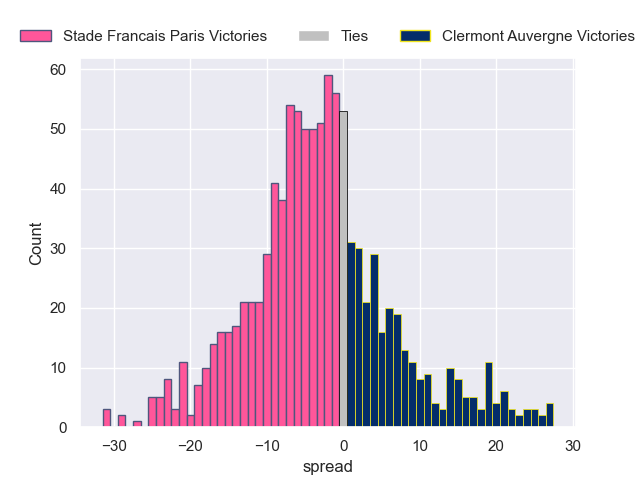 Stade Francais Paris Victories Ties Clermont Auvergne Victories
60
50
40
30
20
10
0
Count
−30 −20 −10 0 10 20 30
spread